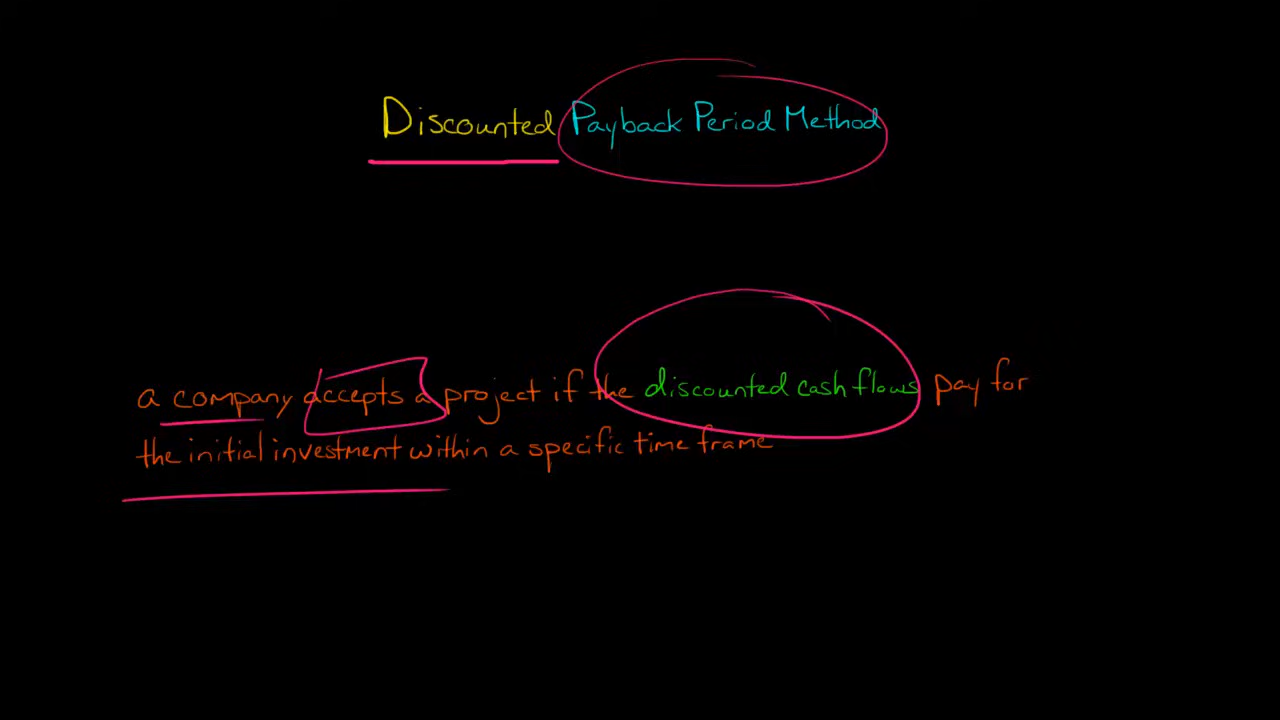 Discounted Payback Period Method
a company accepts a project if the discounted cash flows pay for
the initial investment within a specific time frame